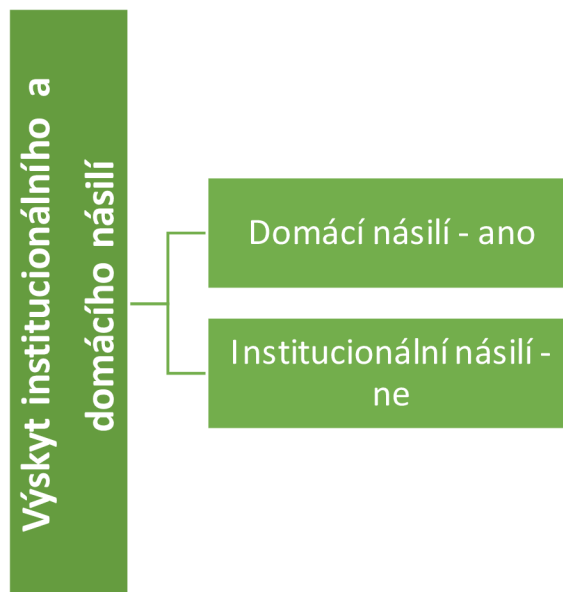 Výskyt institucionálního a
domácího násilí
Domácí násilí - ano
Institucionální násilí -
ne